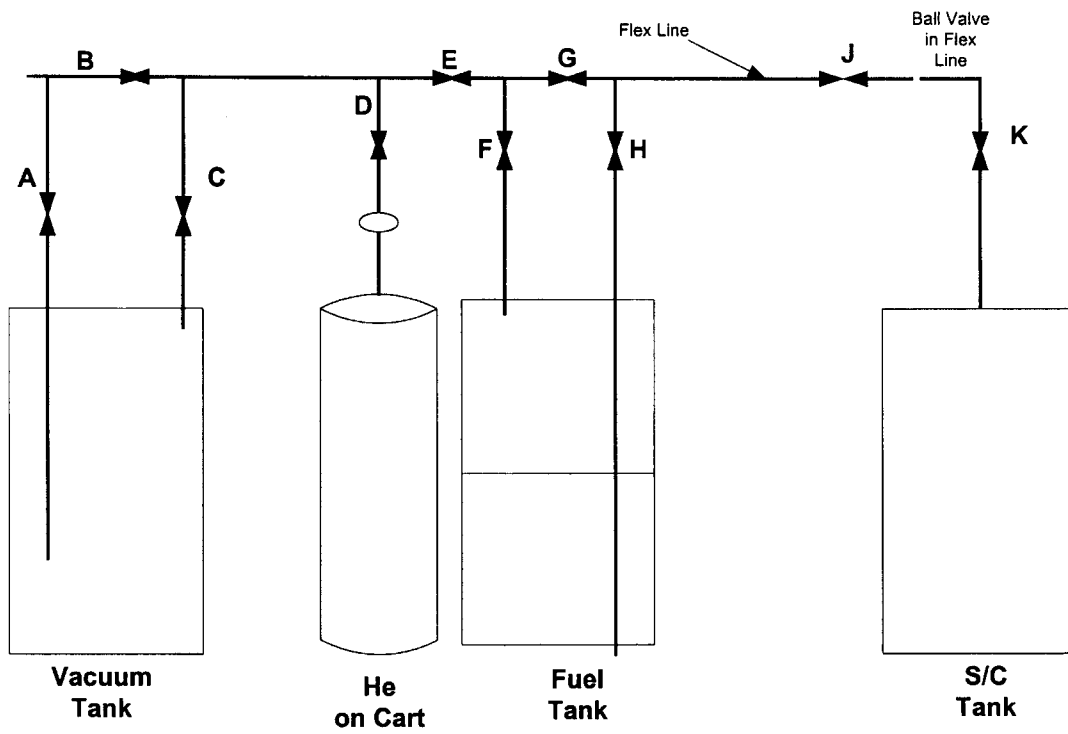 Flex Line
Ball Valve
in Flex
Line
B
E
G
J
D
F
H
K
A
C
Vacuum
Tank
He
on Cart
Fuel
Tank
S/C
Tank